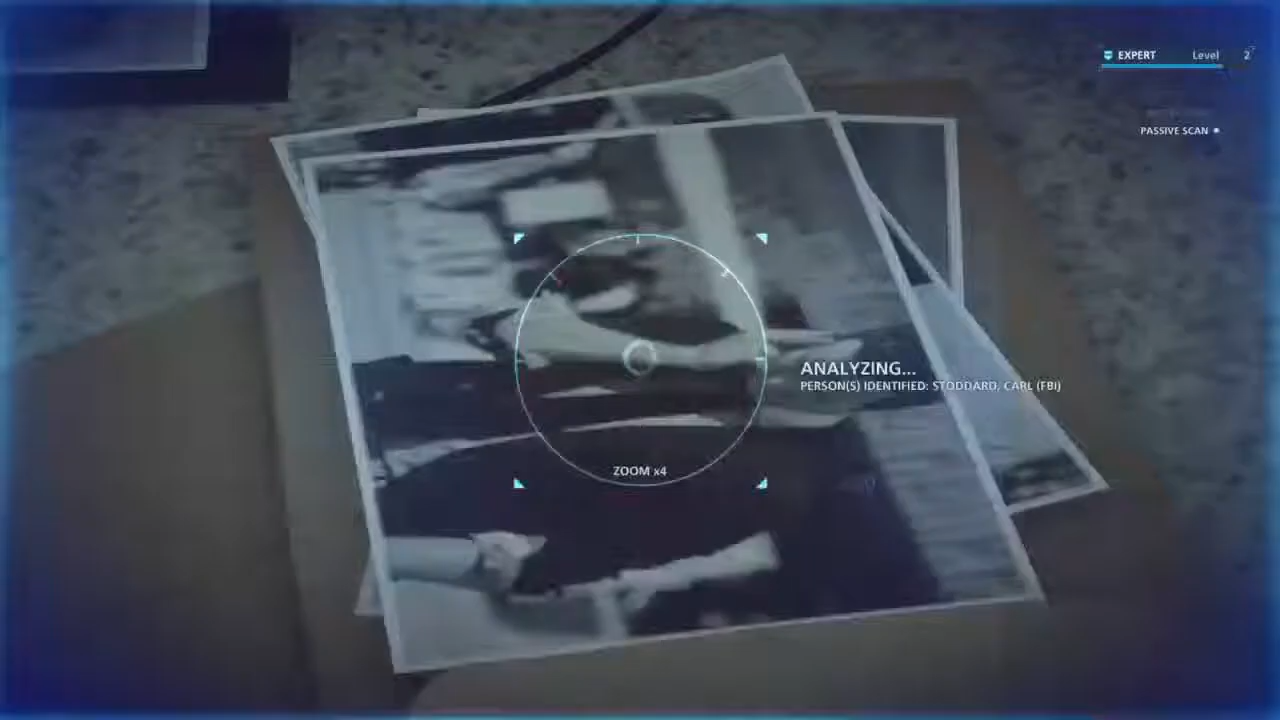 EXPERT Level 2
PASSIVE SCAN
ANALYZING...
PERSON(S) IDENTIFIED: STODDARD, CARL (FBI)
ZOOM x4